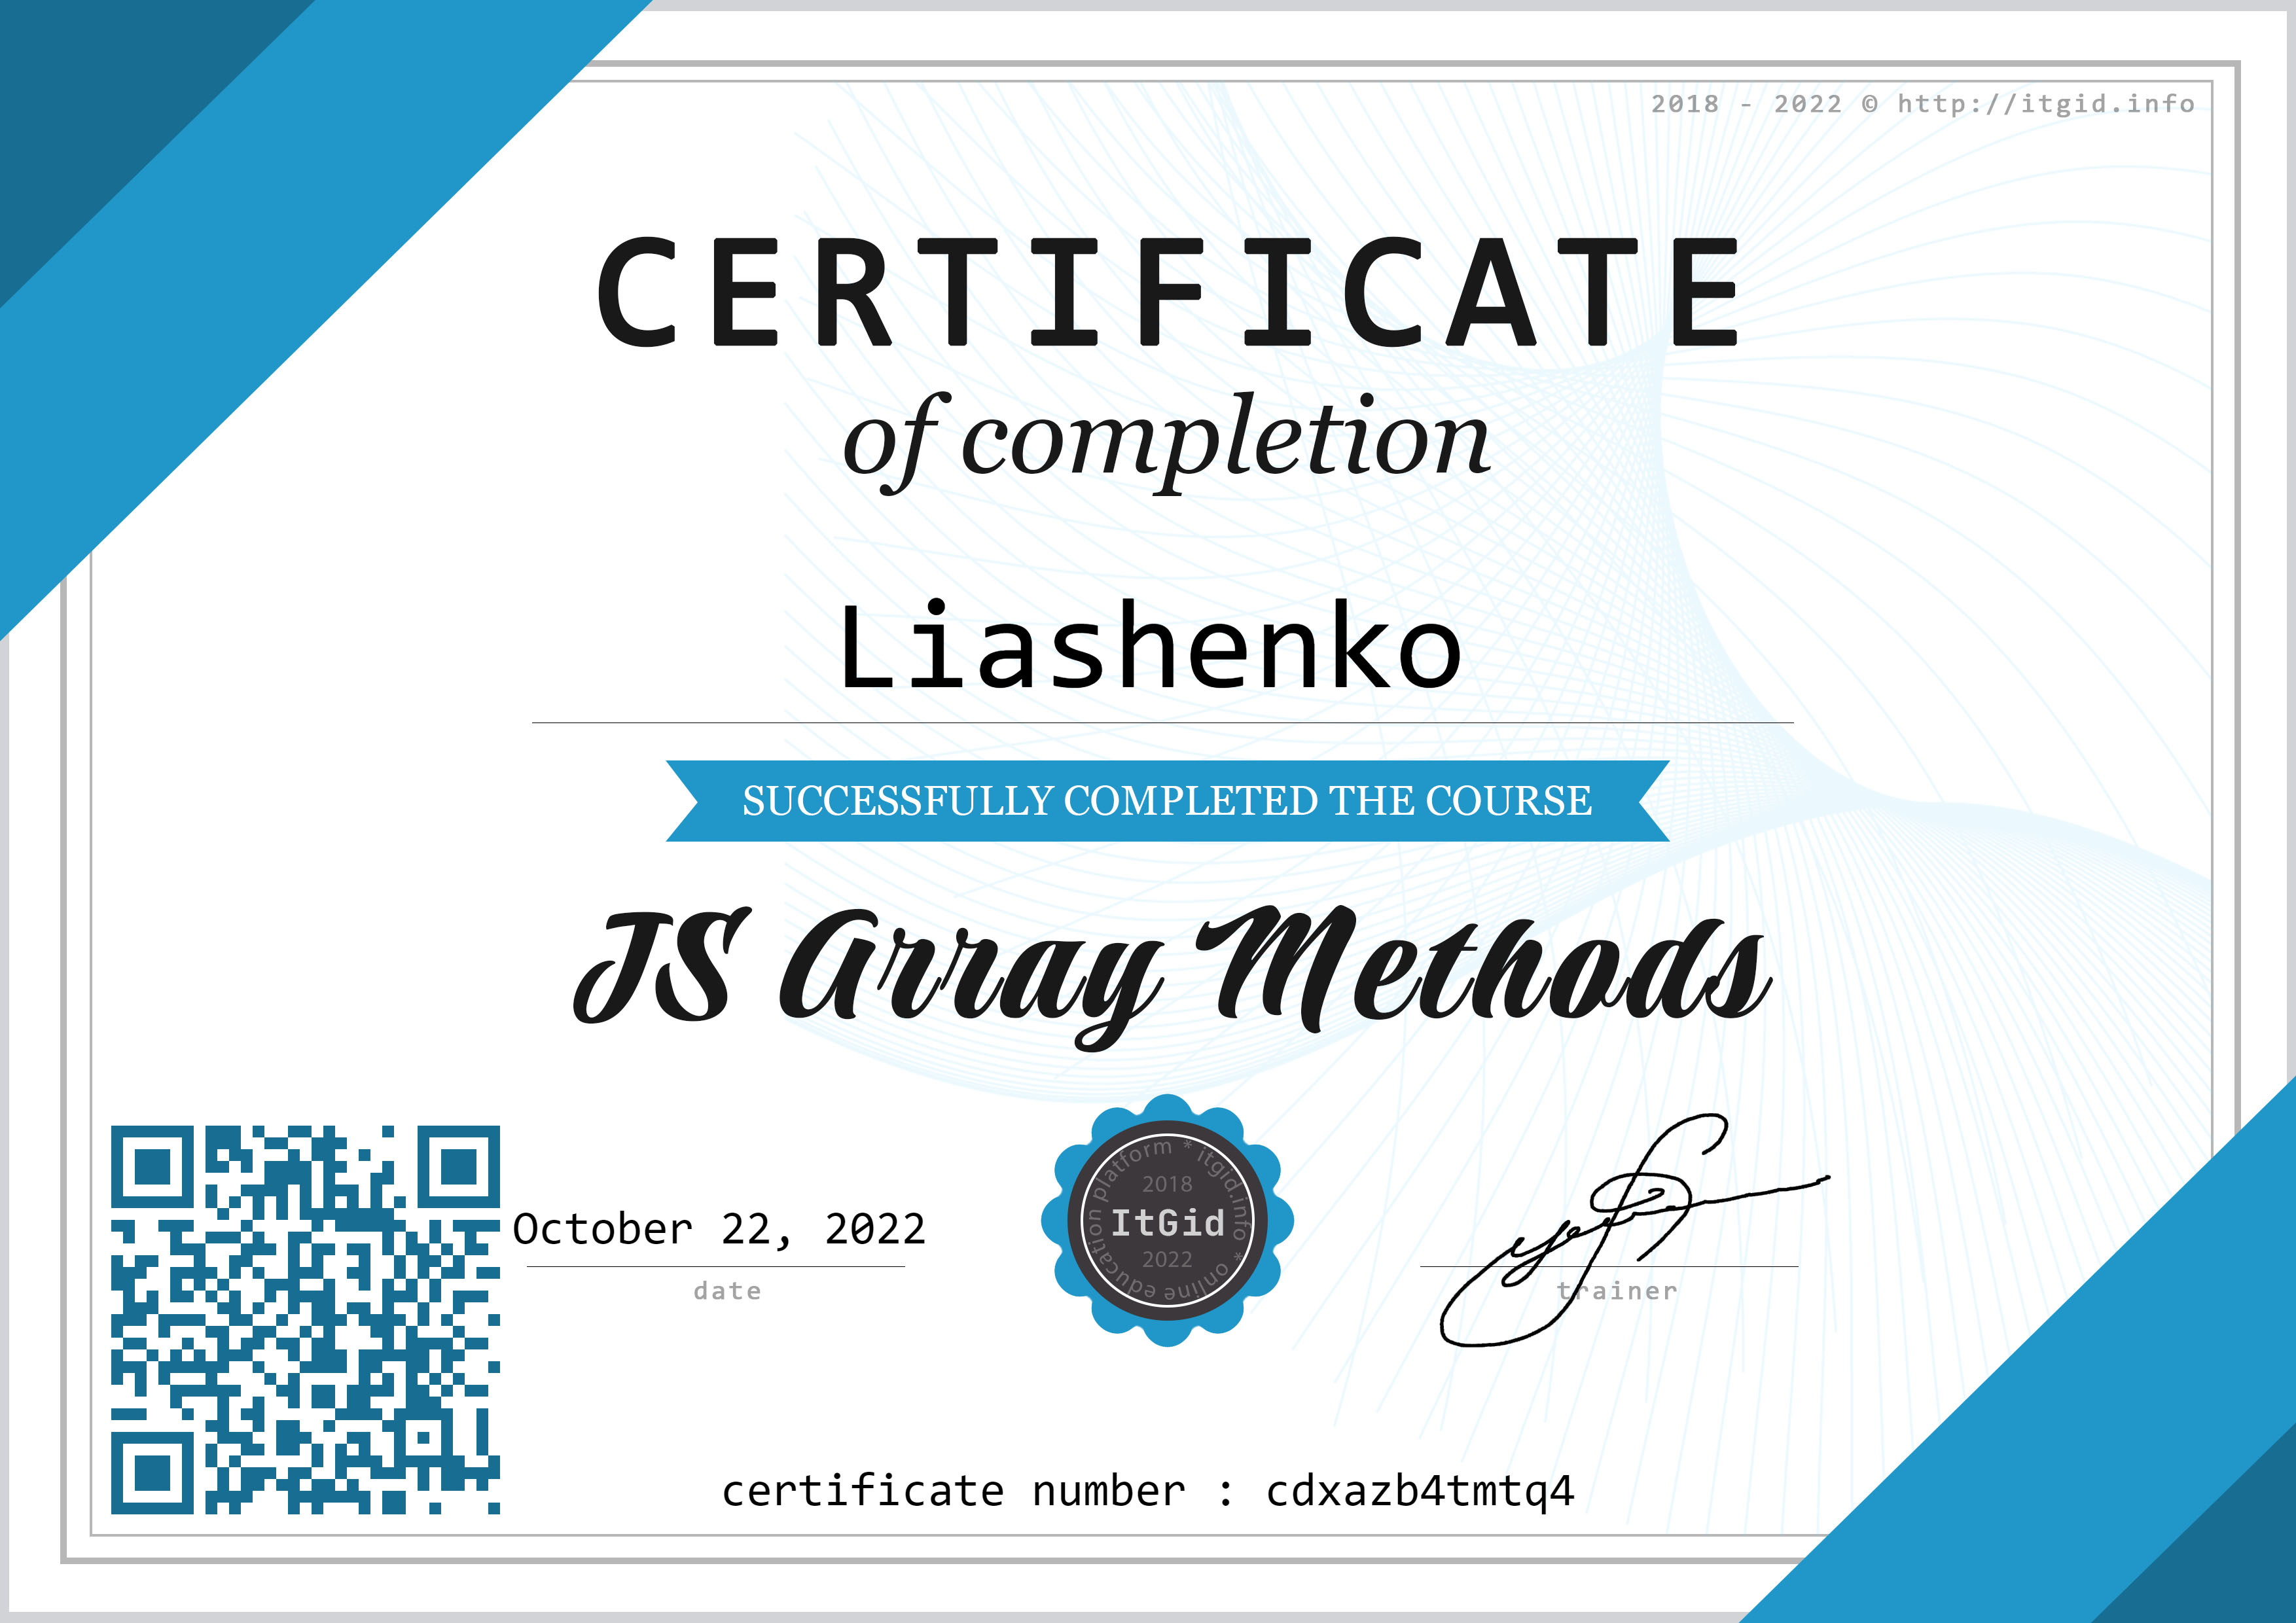 2018 - 2022 © http://itgid.info
CERTIFICATE
of completion
Liashenko
SUCCESSFULLY COMPLETED THE COURSE
JS Array Methods
October 22, 2022
date
* itgid.info * online education platform
2018
ItGid
2022
trainer
certificate number : cdxazb4tmtq4